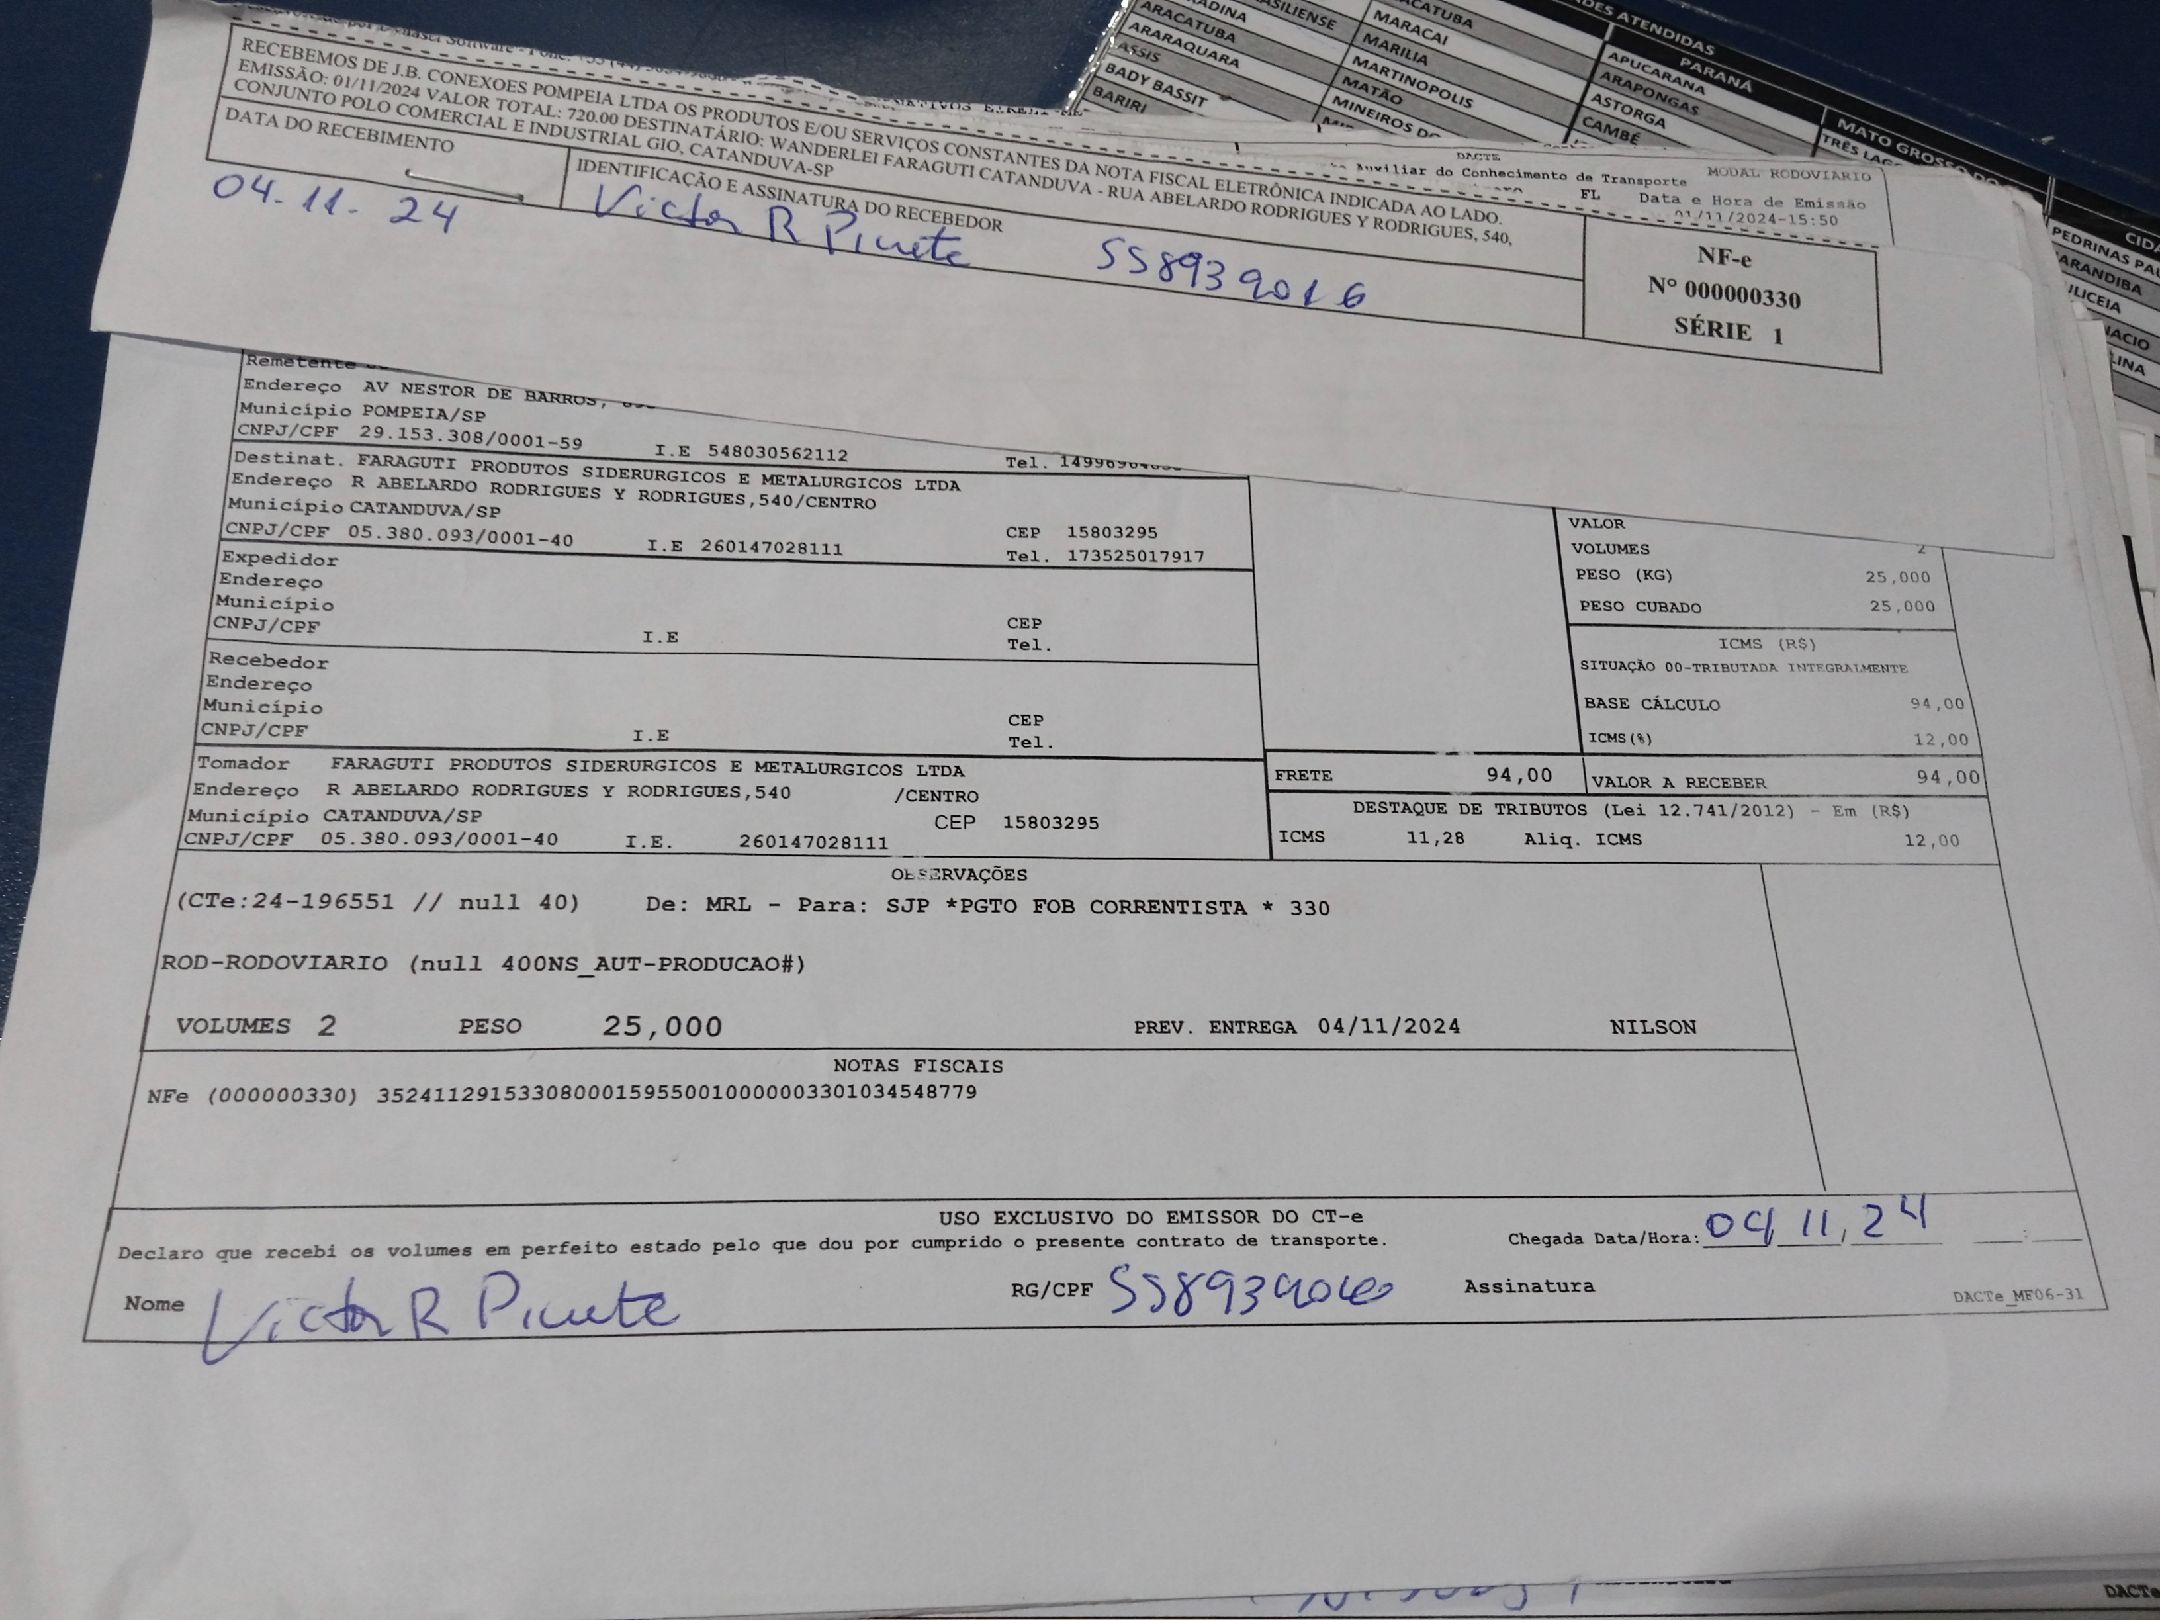 RECEBEMOS DE J.B. CONEXOES POMPEIA LTDA OS PRODUTOS E/OU SERVIÇOS CONSTANTES DA NOTA FISCAL ELETRÔNICA INDICADA AO LADO.
EMISSÃO: 01/11/2024 VALOR TOTAL: 720.00 DESTINATÁRIO: WANDERLEI FARAGUTI CATANDUVA - RUA ABELARDO RODRIGUES Y RODRIGUES, 540,
CONJUNTO POLO COMERCIAL E INDUSTRIAL GIO, CATANDUVA-SP
DATA DO RECEBIMENTO
IDENTIFICAÇÃO E ASSINATURA DO RECEBEDOR
04.11.24
Victor R
NF-e
N° 000000330
SÉRIE 1
DACTE
Auxiliar do Conhecimento de Transporte
MODAL RODOVIARIO
FL Data e Hora de Emissão
01/11/2024-15:50
DES ATENDIDAS
PARANÁ
MATO GROSSO
ARACATUBA
ARARAQUARA
ASSIS
BADY BASSIT
BARIRI
MARACAI
MARILIA
MARTINOPOLIS
MATÃO
MINEIROS
APUCARANA
ARAPONGAS
ASTORGA
CAMBÉ
TRÊS
PEDRINAS
Remetente
Endereço AV NESTOR DE BARROS,
Município POMPEIA/SP
CNPJ/CPF 29.153.308/0001-59 I.E 548030562112 Tel.
Destinat. FARAGUTI PRODUTOS SIDERURGICOS E METALURGICOS LTDA
Endereço R ABELARDO RODRIGUES Y RODRIGUES,540/CENTRO
Município CATANDUVA/SP CEP 15803295
CNPJ/CPF 05.380.093/0001-40 I.E 260147028111 Tel. 173525017917
Expedidor
Endereço
Município CEP
CNPJ/CPF I.E Tel.
Recebedor
Endereço
Município CEP
CNPJ/CPF I.E Tel.
Tomador FARAGUTI PRODUTOS SIDERURGICOS E METALURGICOS LTDA
Endereço R ABELARDO RODRIGUES Y RODRIGUES,540 /CENTRO
Município CATANDUVA/SP CEP 15803295
CNPJ/CPF 05.380.093/0001-40 I.E. 260147028111
VALOR
VOLUMES 2
PESO (KG) 25,000
PESO CUBADO 25,000
ICMS (R$)
SITUAÇÃO 00-TRIBUTADA INTEGRALMENTE
BASE CÁLCULO 94,00
ICMS(%) 12,00
FRETE 94,00 VALOR A RECEBER 94,00
DESTAQUE DE TRIBUTOS (Lei 12.741/2012) - Em (R$)
ICMS 11,28 Aliq. ICMS 12,00
OBSERVAÇÕES
(CTe:24-196551 // null 40) De: MRL - Para: SJP *PGTO FOB CORRENTISTA * 330
ROD-RODOVIARIO (null 400NS_AUT-PRODUCAO#)
VOLUMES 2 PESO 25,000 PREV. ENTREGA 04/11/2024 NILSON
NOTAS FISCAIS
NFe (000000330) 35241129153308000159550010000003301034548779
USO EXCLUSIVO DO EMISSOR DO CT-e
Declaro que recebi os volumes em perfeito estado pelo que dou por cumprido o presente contrato de transporte.
Chegada Data/Hora: 04 11, 24
Nome Victor R
RG/CPF
Assinatura
DACTe_MF06-31